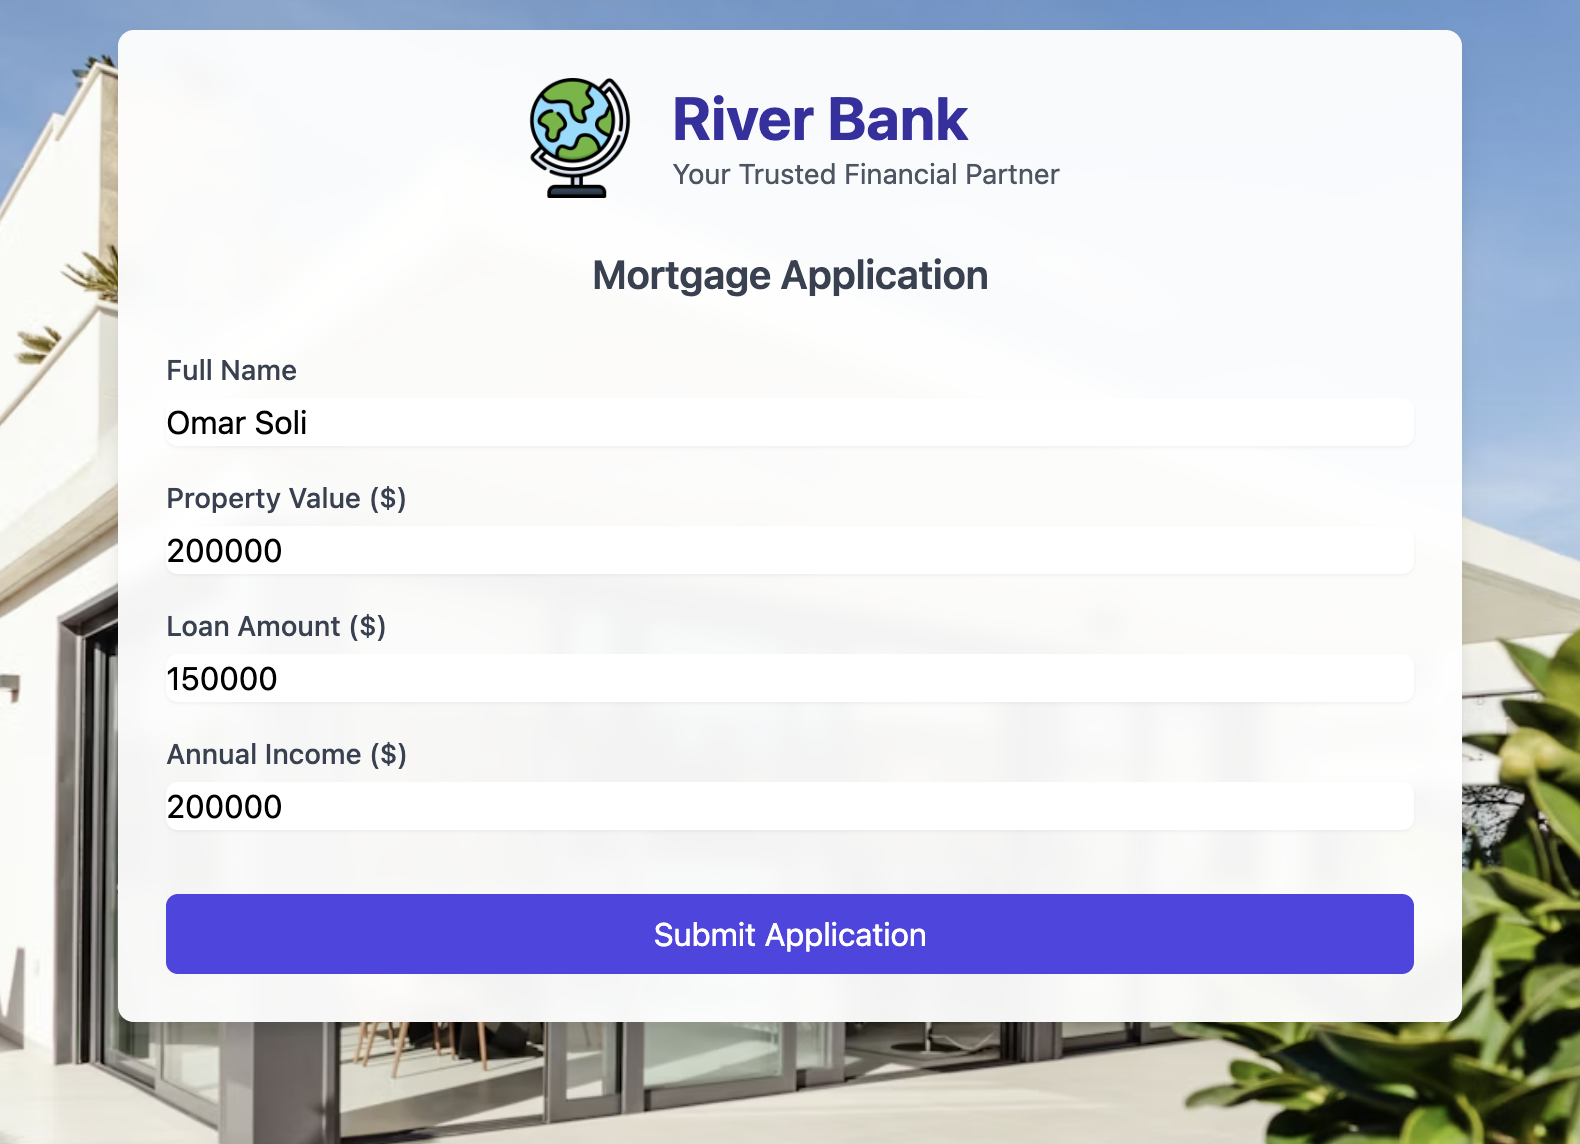 River Bank
Your Trusted Financial Partner
Mortgage Application
Full Name
Omar Soli
Property Value ($)
200000
Loan Amount ($)
150000
Annual Income ($)
200000
Submit Application